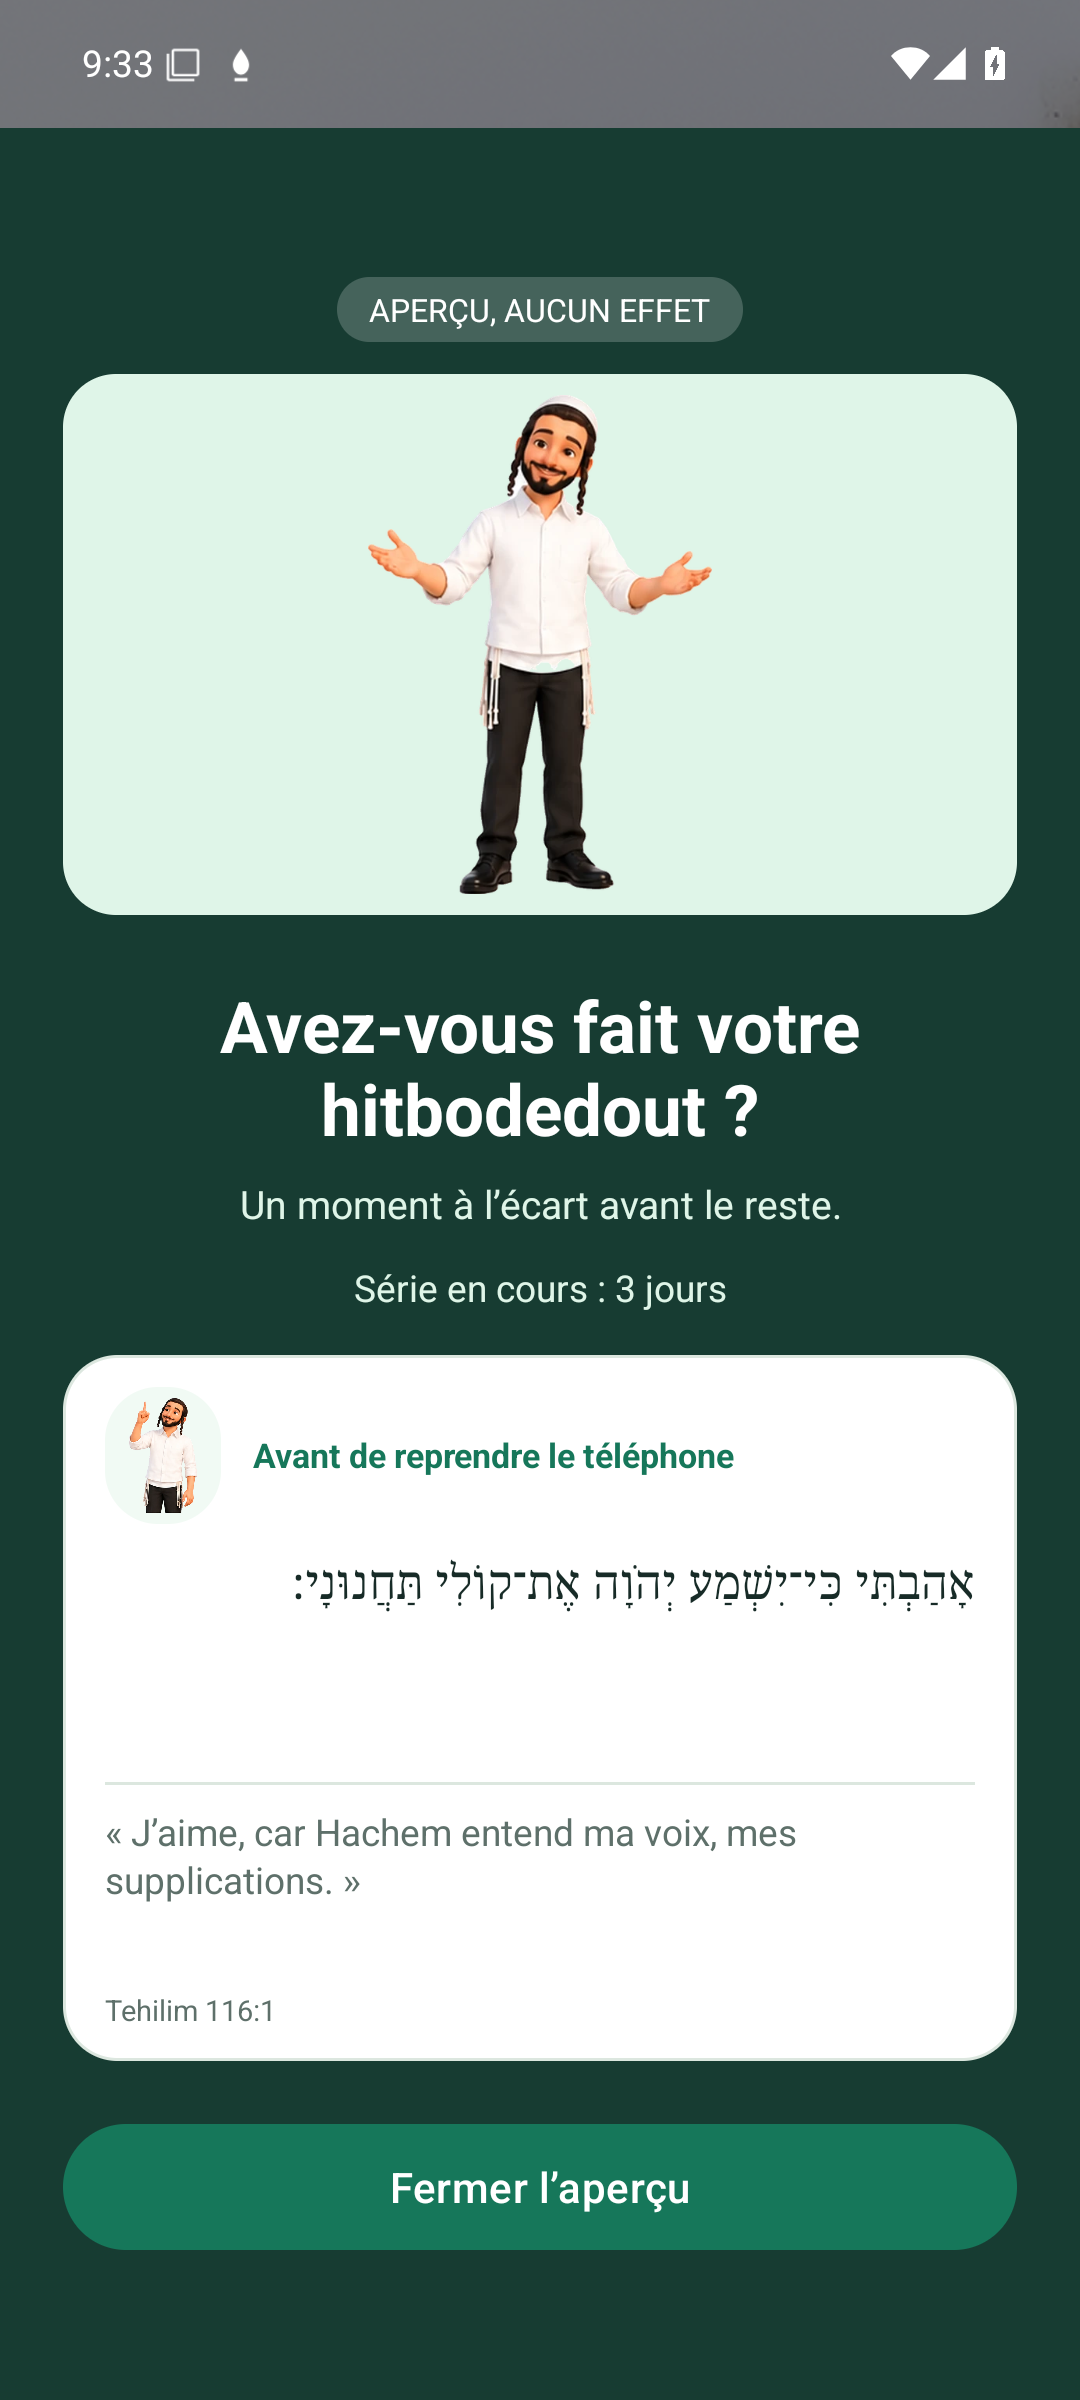 9:33
APERÇU, AUCUN EFFET
Avez-vous fait votre
hitbodedout ?
Un moment à l’écart avant le reste.
Série en cours : 3 jours
Avant de reprendre le téléphone
אָהַבְתִּי כִּי־יִשְׁמַע יְהֹוָה אֶת־קוֹלִי תַּחֲנוּנָי׃
« J’aime, car Hachem entend ma voix, mes
supplications. »
Tehilim 116:1
Fermer l’aperçu